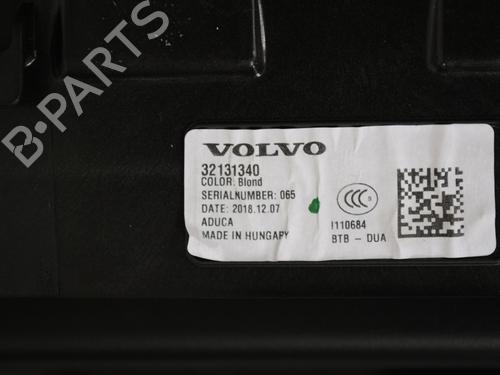 B-PARTS
VOLVO
32131340
COLOR: Blond
SERIALNUMBER: 065
DATE: 2018.12.07
ADUCA
MADE IN HUNGARY
CCC S
I110684
BTB - DUA